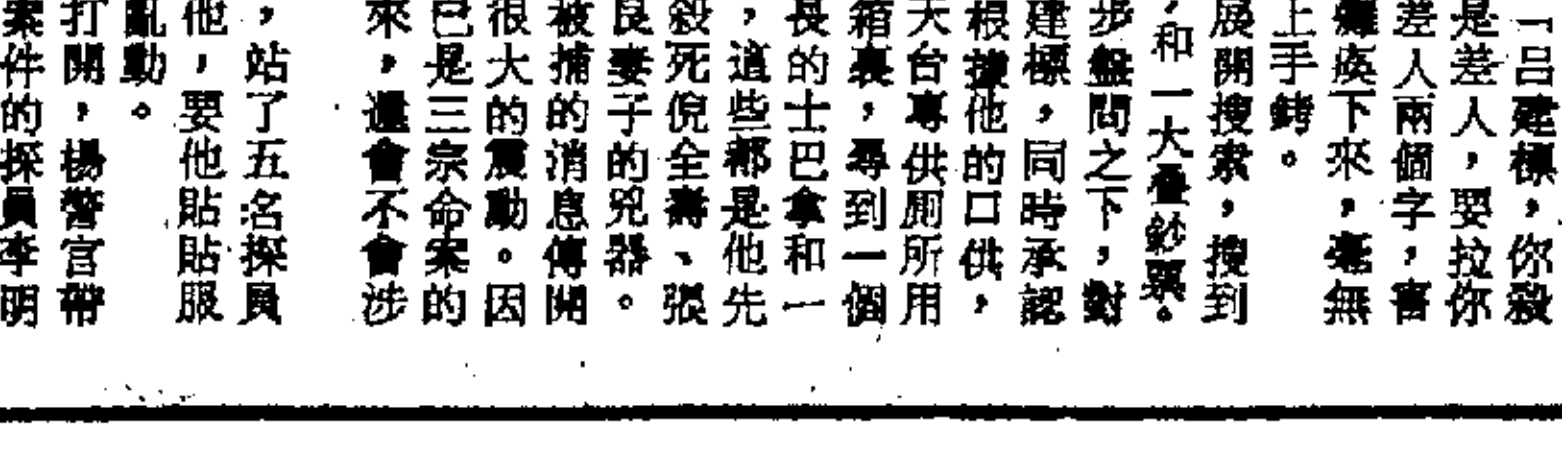 「吕建標，你殺
是差人，要拉你
差人兩個字，害
癱瘓下來，毫無
上手銬。
展開搜索，搜到
，和一大疊鈔票。
步盤問之下，對
建標，同時承認
根據他的口供，
天台專供厠所用
箱裏，尋到一個
長的士巴拿和一
，這些都是他先
殺死倪全壽、張
良妻子的兇器。
被捕的消息傳開
很大的震動。因
已是三宗命案的
來，還會不會涉
，站了五名探員
他，要他貼貼服
亂動。
打開，楊警官帶
案件的探員李明